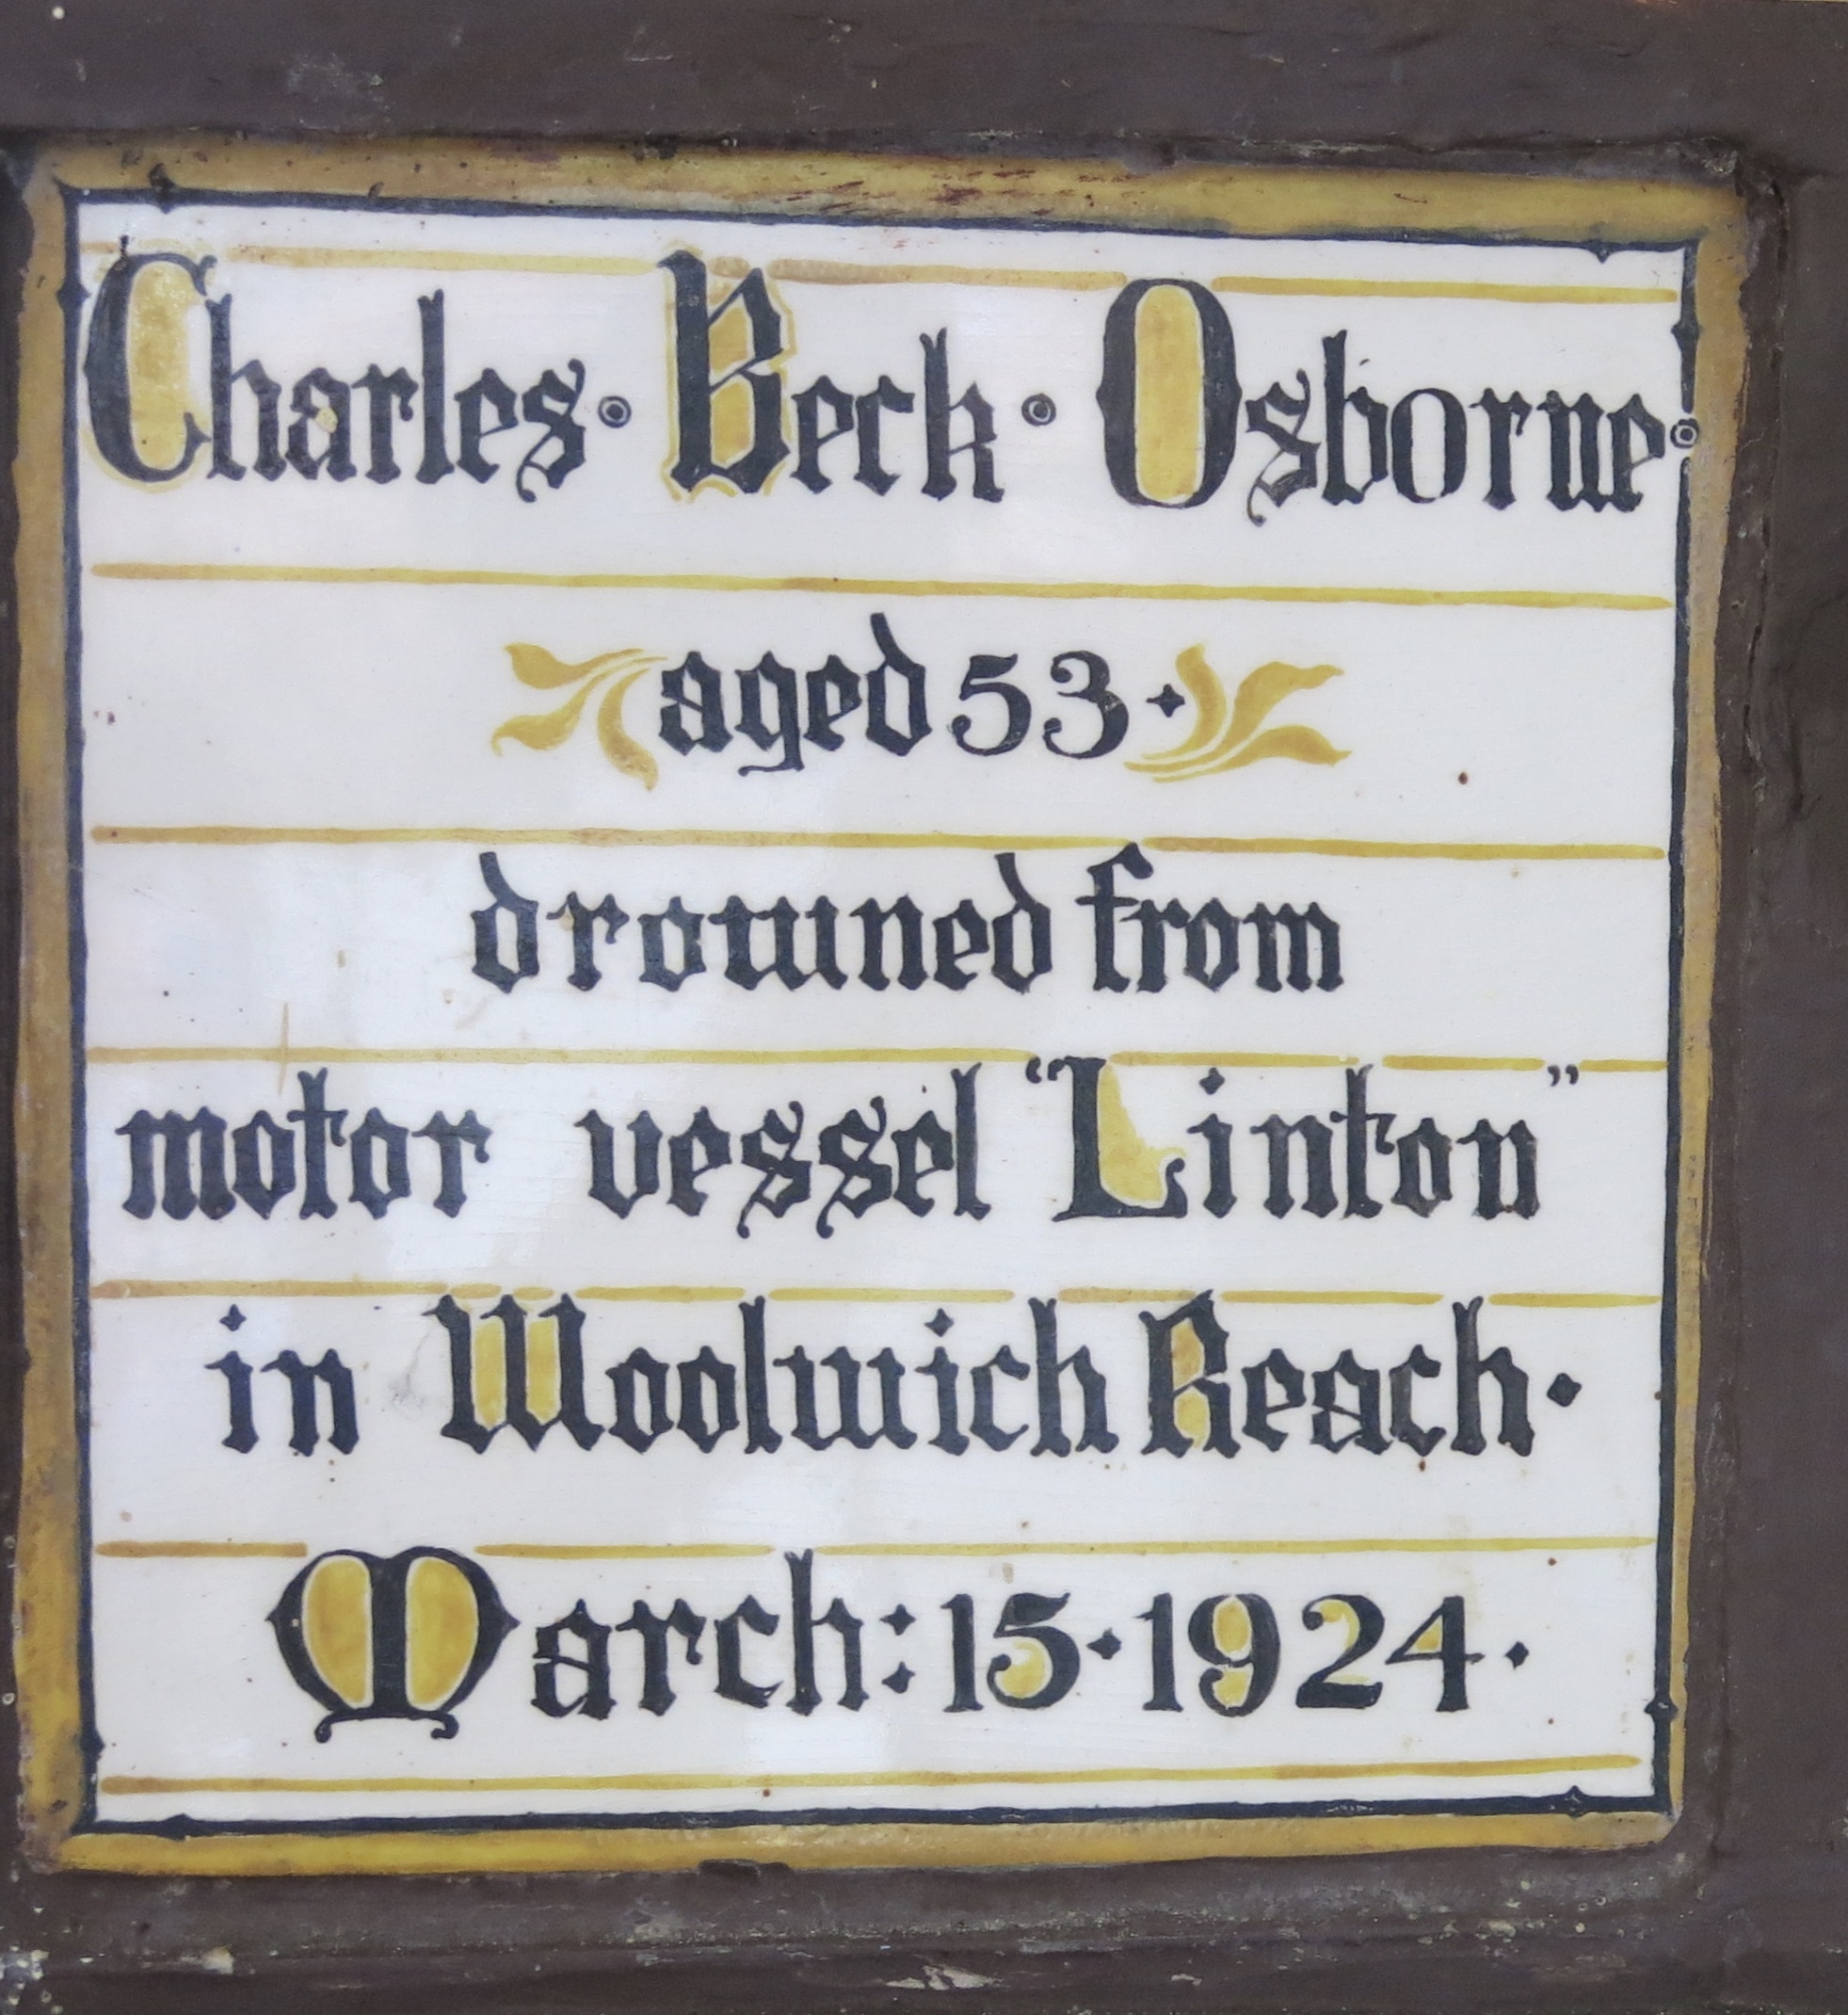 Charles · Beck · Osborne ·
aged 53 ·
drowned from
motor vessel “Linton”
in Woolwich Reach ·
March: 15 · 1924 ·